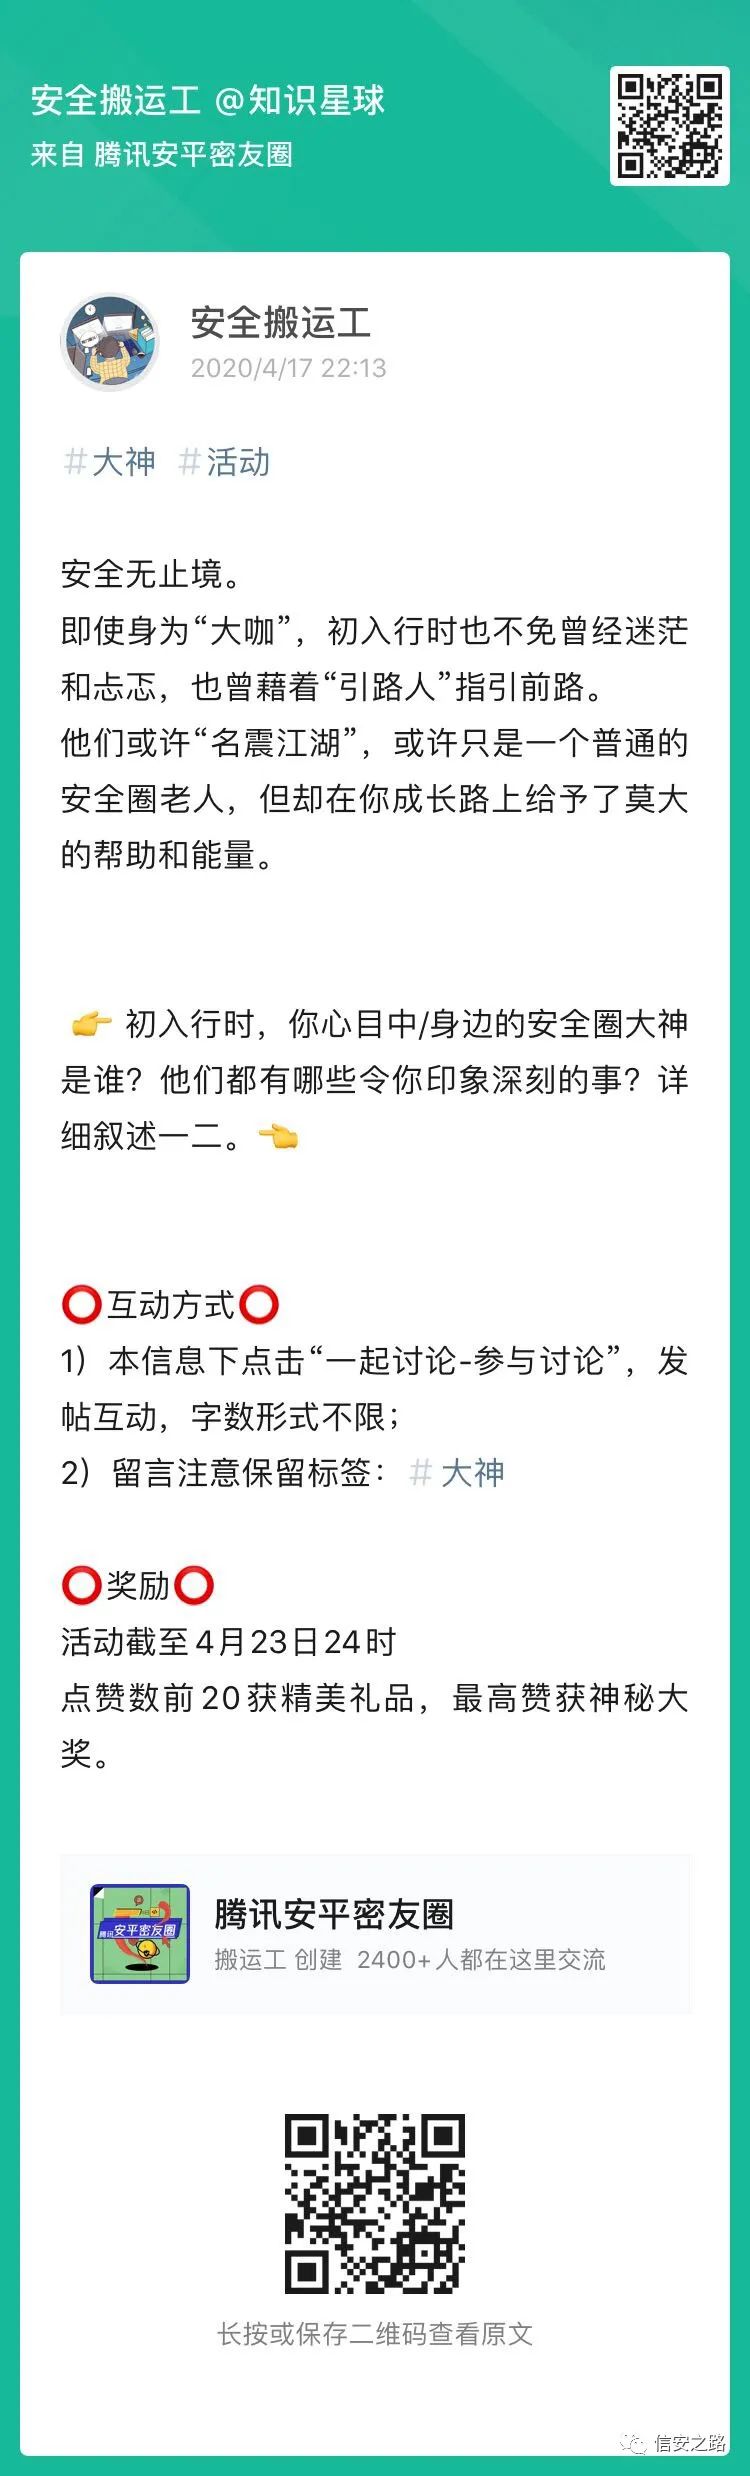 安全搬运工 @知识星球
来自 腾讯安平密友圈
安全搬运工
2020/4/17 22:13
#大神 #活动
安全无止境。
即使身为“大咖”，初入行时也不免曾经迷茫
和忐忑，也曾藉着“引路人”指引前路。
他们或许“名震江湖”，或许只是一个普通的
安全圈老人，但却在你成长路上给予了莫大
的帮助和能量。
👉 初入行时，你心目中/身边的安全圈大神
是谁？他们都有哪些令你印象深刻的事？详
细叙述一二。👈
⭕互动方式⭕
1）本信息下点击“一起讨论-参与讨论”，发
帖互动，字数形式不限；
2）留言注意保留标签：#大神
⭕奖励⭕
活动截至4月23日24时
点赞数前20获精美礼品，最高赞获神秘大
奖。
腾讯安平密友圈
腾讯安平密友圈
搬运工 创建 2400+人都在这里交流
长按或保存二维码查看原文
信安之路